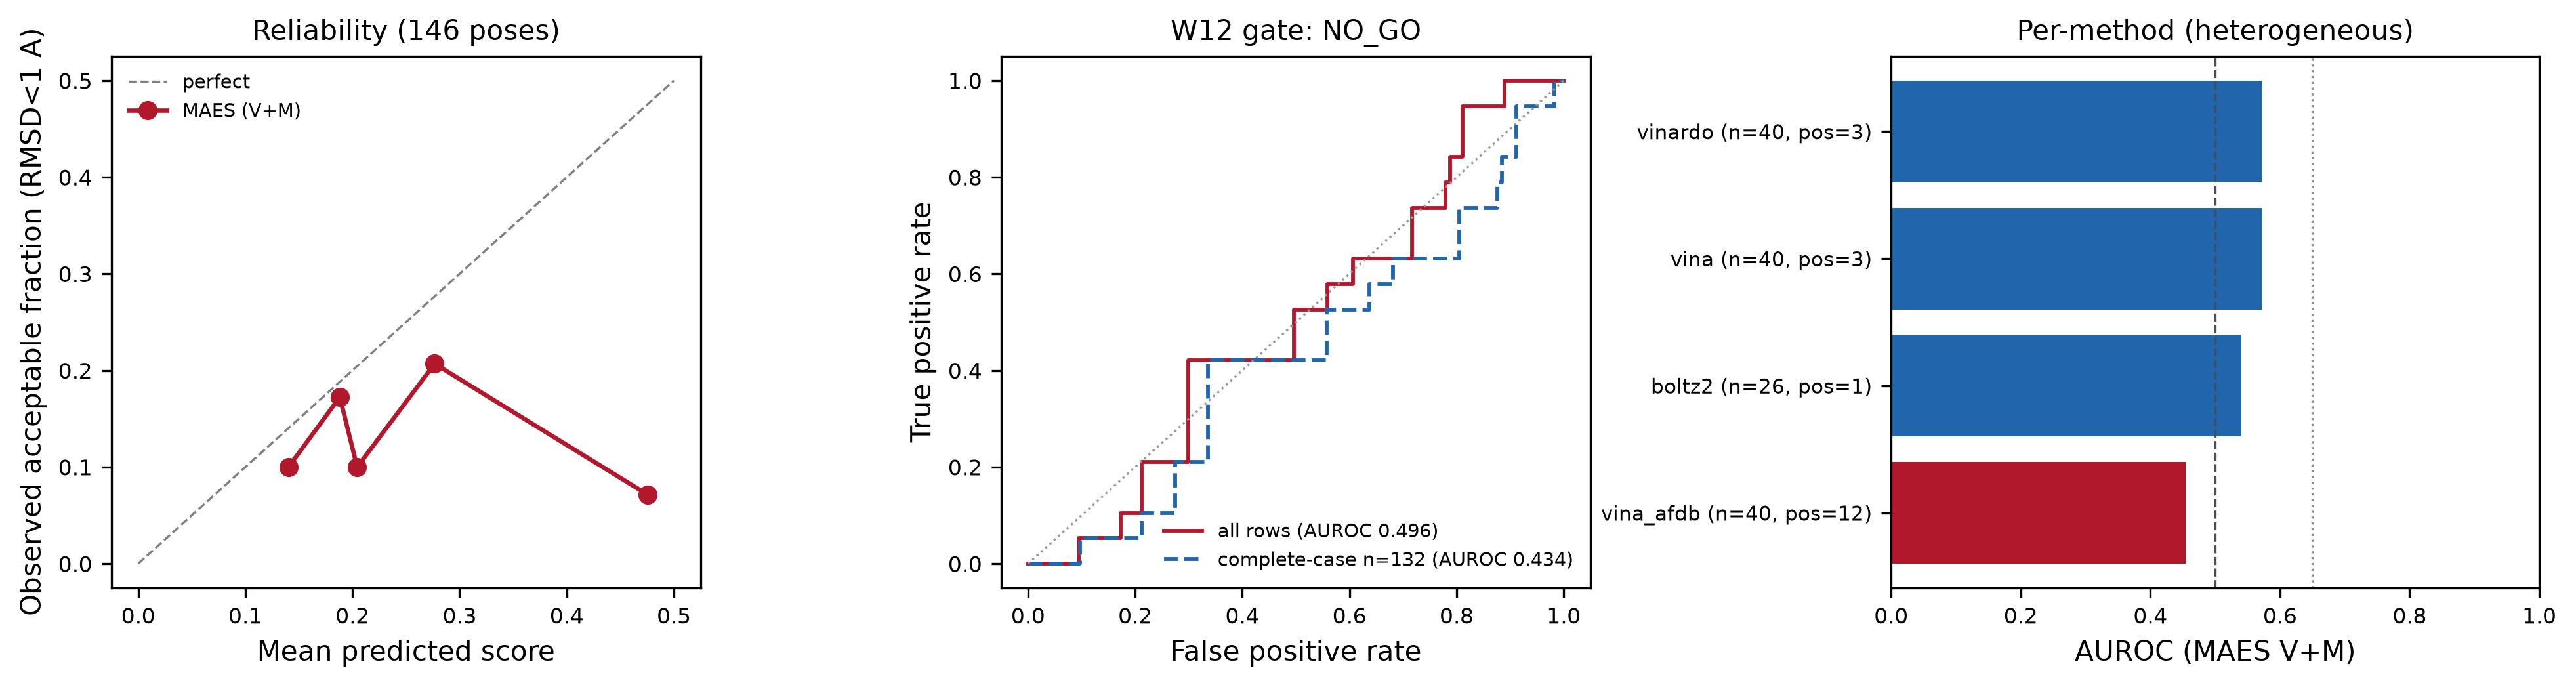 Reliability (146 poses)
Observed acceptable fraction (RMSD<1 A)
0.5
0.4
0.3
0.2
0.1
0.0
perfect
MAES (V+M)
0.0 0.1 0.2 0.3 0.4 0.5
Mean predicted score
W12 gate: NO_GO
True positive rate
1.0
0.8
0.6
0.4
0.2
0.0
all rows (AUROC 0.496)
complete-case n=132 (AUROC 0.434)
0.0 0.2 0.4 0.6 0.8 1.0
False positive rate
Per-method (heterogeneous)
vinardo (n=40, pos=3)
vina (n=40, pos=3)
boltz2 (n=26, pos=1)
vina_afdb (n=40, pos=12)
0.0 0.2 0.4 0.6 0.8 1.0
AUROC (MAES V+M)